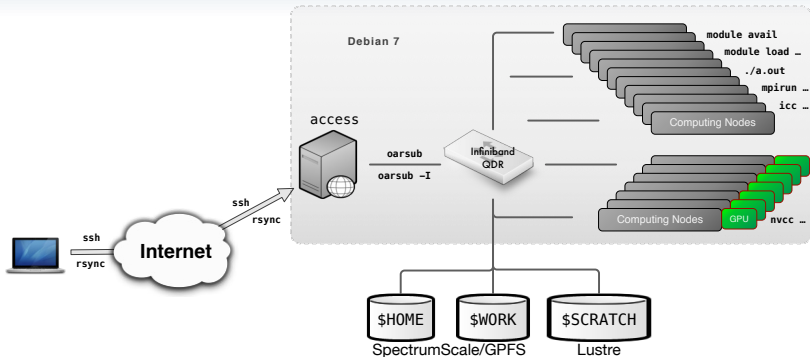 Debian 7
module avail
module load …
./a.out
mpirun …
icc …
Computing Nodes
access
oarsub
oarsub -I
Infiniband
QDR
ssh
rsync
Internet
ssh
rsync
Computing Nodes
GPU
nvcc …
$HOME
$WORK
$SCRATCH
SpectrumScale/GPFS
Lustre